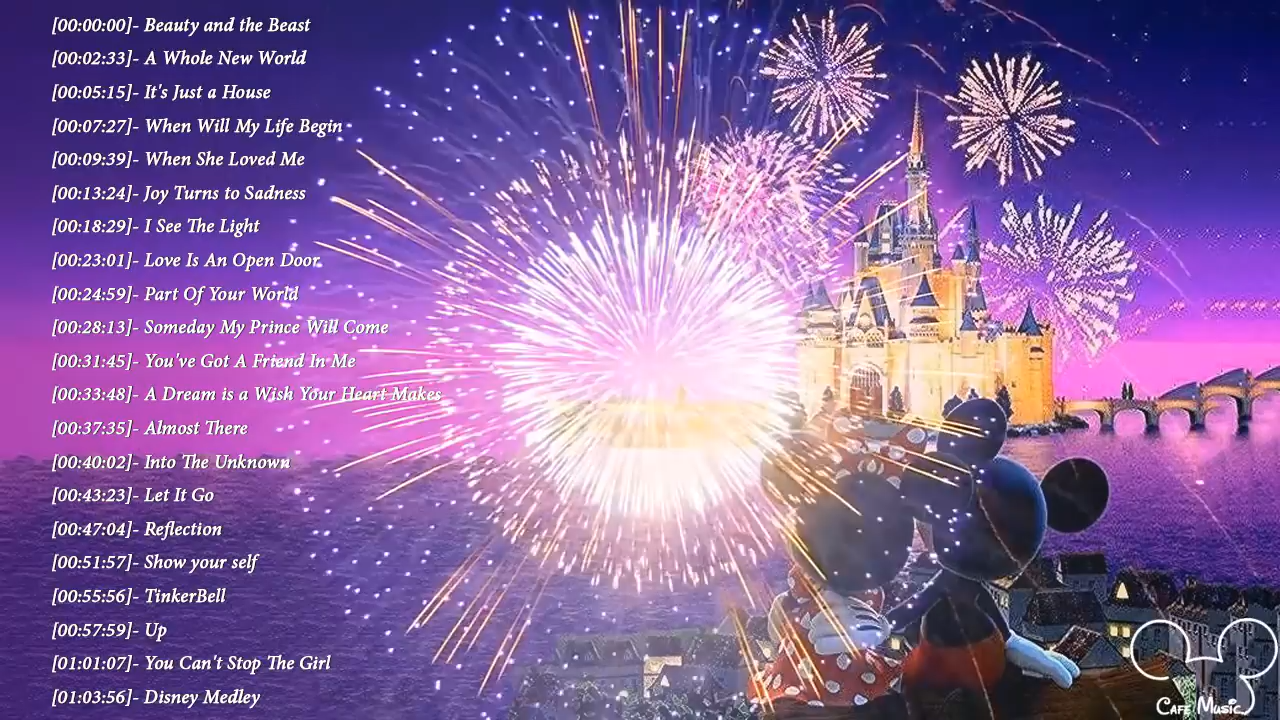 [00:00:00]- Beauty and the Beast
[00:02:33]- A Whole New World
[00:05:15]- It's Just a House
[00:07:27]- When Will My Life Begin
[00:09:39]- When She Loved Me
[00:13:24]- Joy Turns to Sadness
[00:18:29]- I See The Light
[00:23:01]- Love Is An Open Door
[00:24:59]- Part Of Your World
[00:28:13]- Someday My Prince Will Come
[00:31:45]- You've Got A Friend In Me
[00:33:48]- A Dream is a Wish Your Heart Makes
[00:37:35]- Almost There
[00:40:02]- Into The Unknown
[00:43:23]- Let It Go
[00:47:04]- Reflection
[00:51:57]- Show your self
[00:55:56]- TinkerBell
[00:57:59]- Up
[01:01:07]- You Can't Stop The Girl
[01:03:56]- Disney Medley
Cafe Music